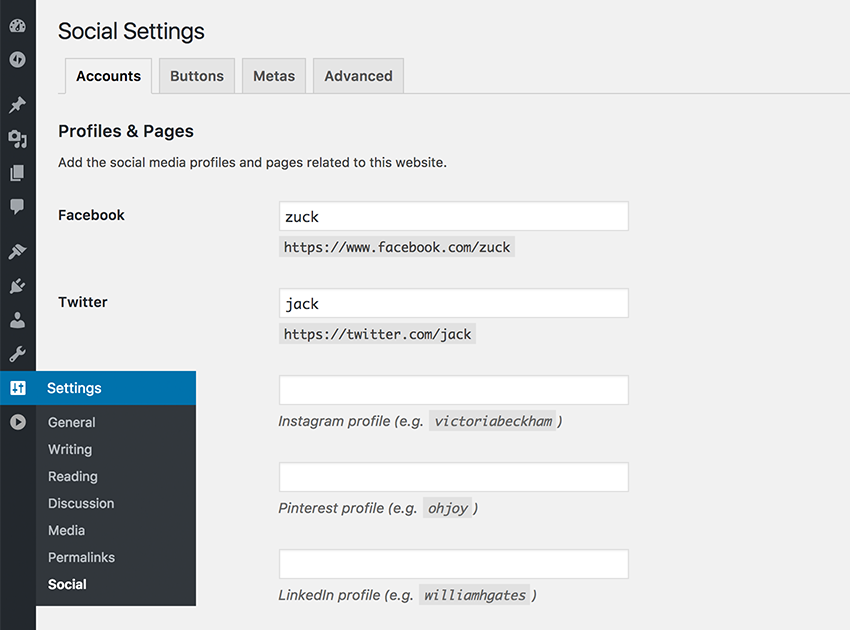 Social Settings
Accounts Buttons Metas Advanced
Profiles & Pages
Add the social media profiles and pages related to this website.
Facebook
zuck
https://www.facebook.com/zuck
Twitter
jack
https://twitter.com/jack
Instagram profile (e.g. victoriabeckham )
Pinterest profile (e.g. ohjoy )
LinkedIn profile (e.g. williamhgates )
Settings
General
Writing
Reading
Discussion
Media
Permalinks
Social